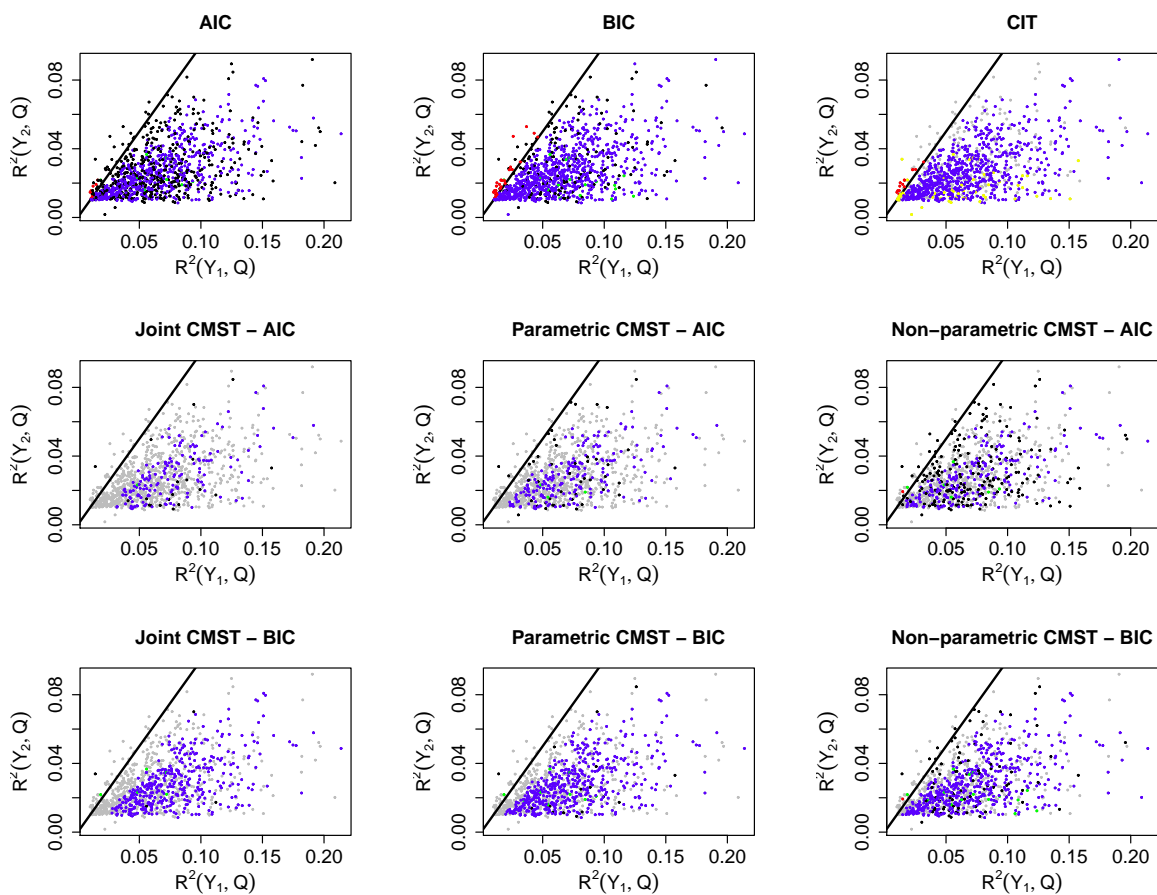 AIC BIC CIT
R²(Y₂, Q) 0.00 0.04 0.08 R²(Y₂, Q) 0.00 0.04 0.08 R²(Y₂, Q) 0.00 0.04 0.08
0.05 0.10 0.15 0.20 0.05 0.10 0.15 0.20 0.05 0.10 0.15 0.20
R²(Y₁, Q) R²(Y₁, Q) R²(Y₁, Q)
Joint CMST − AIC Parametric CMST − AIC Non−parametric CMST − AIC
R²(Y₂, Q) 0.00 0.04 0.08 R²(Y₂, Q) 0.00 0.04 0.08 R²(Y₂, Q) 0.00 0.04 0.08
0.05 0.10 0.15 0.20 0.05 0.10 0.15 0.20 0.05 0.10 0.15 0.20
R²(Y₁, Q) R²(Y₁, Q) R²(Y₁, Q)
Joint CMST − BIC Parametric CMST − BIC Non−parametric CMST − BIC
R²(Y₂, Q) 0.00 0.04 0.08 R²(Y₂, Q) 0.00 0.04 0.08 R²(Y₂, Q) 0.00 0.04 0.08
0.05 0.10 0.15 0.20 0.05 0.10 0.15 0.20 0.05 0.10 0.15 0.20
R²(Y₁, Q) R²(Y₁, Q) R²(Y₁, Q)